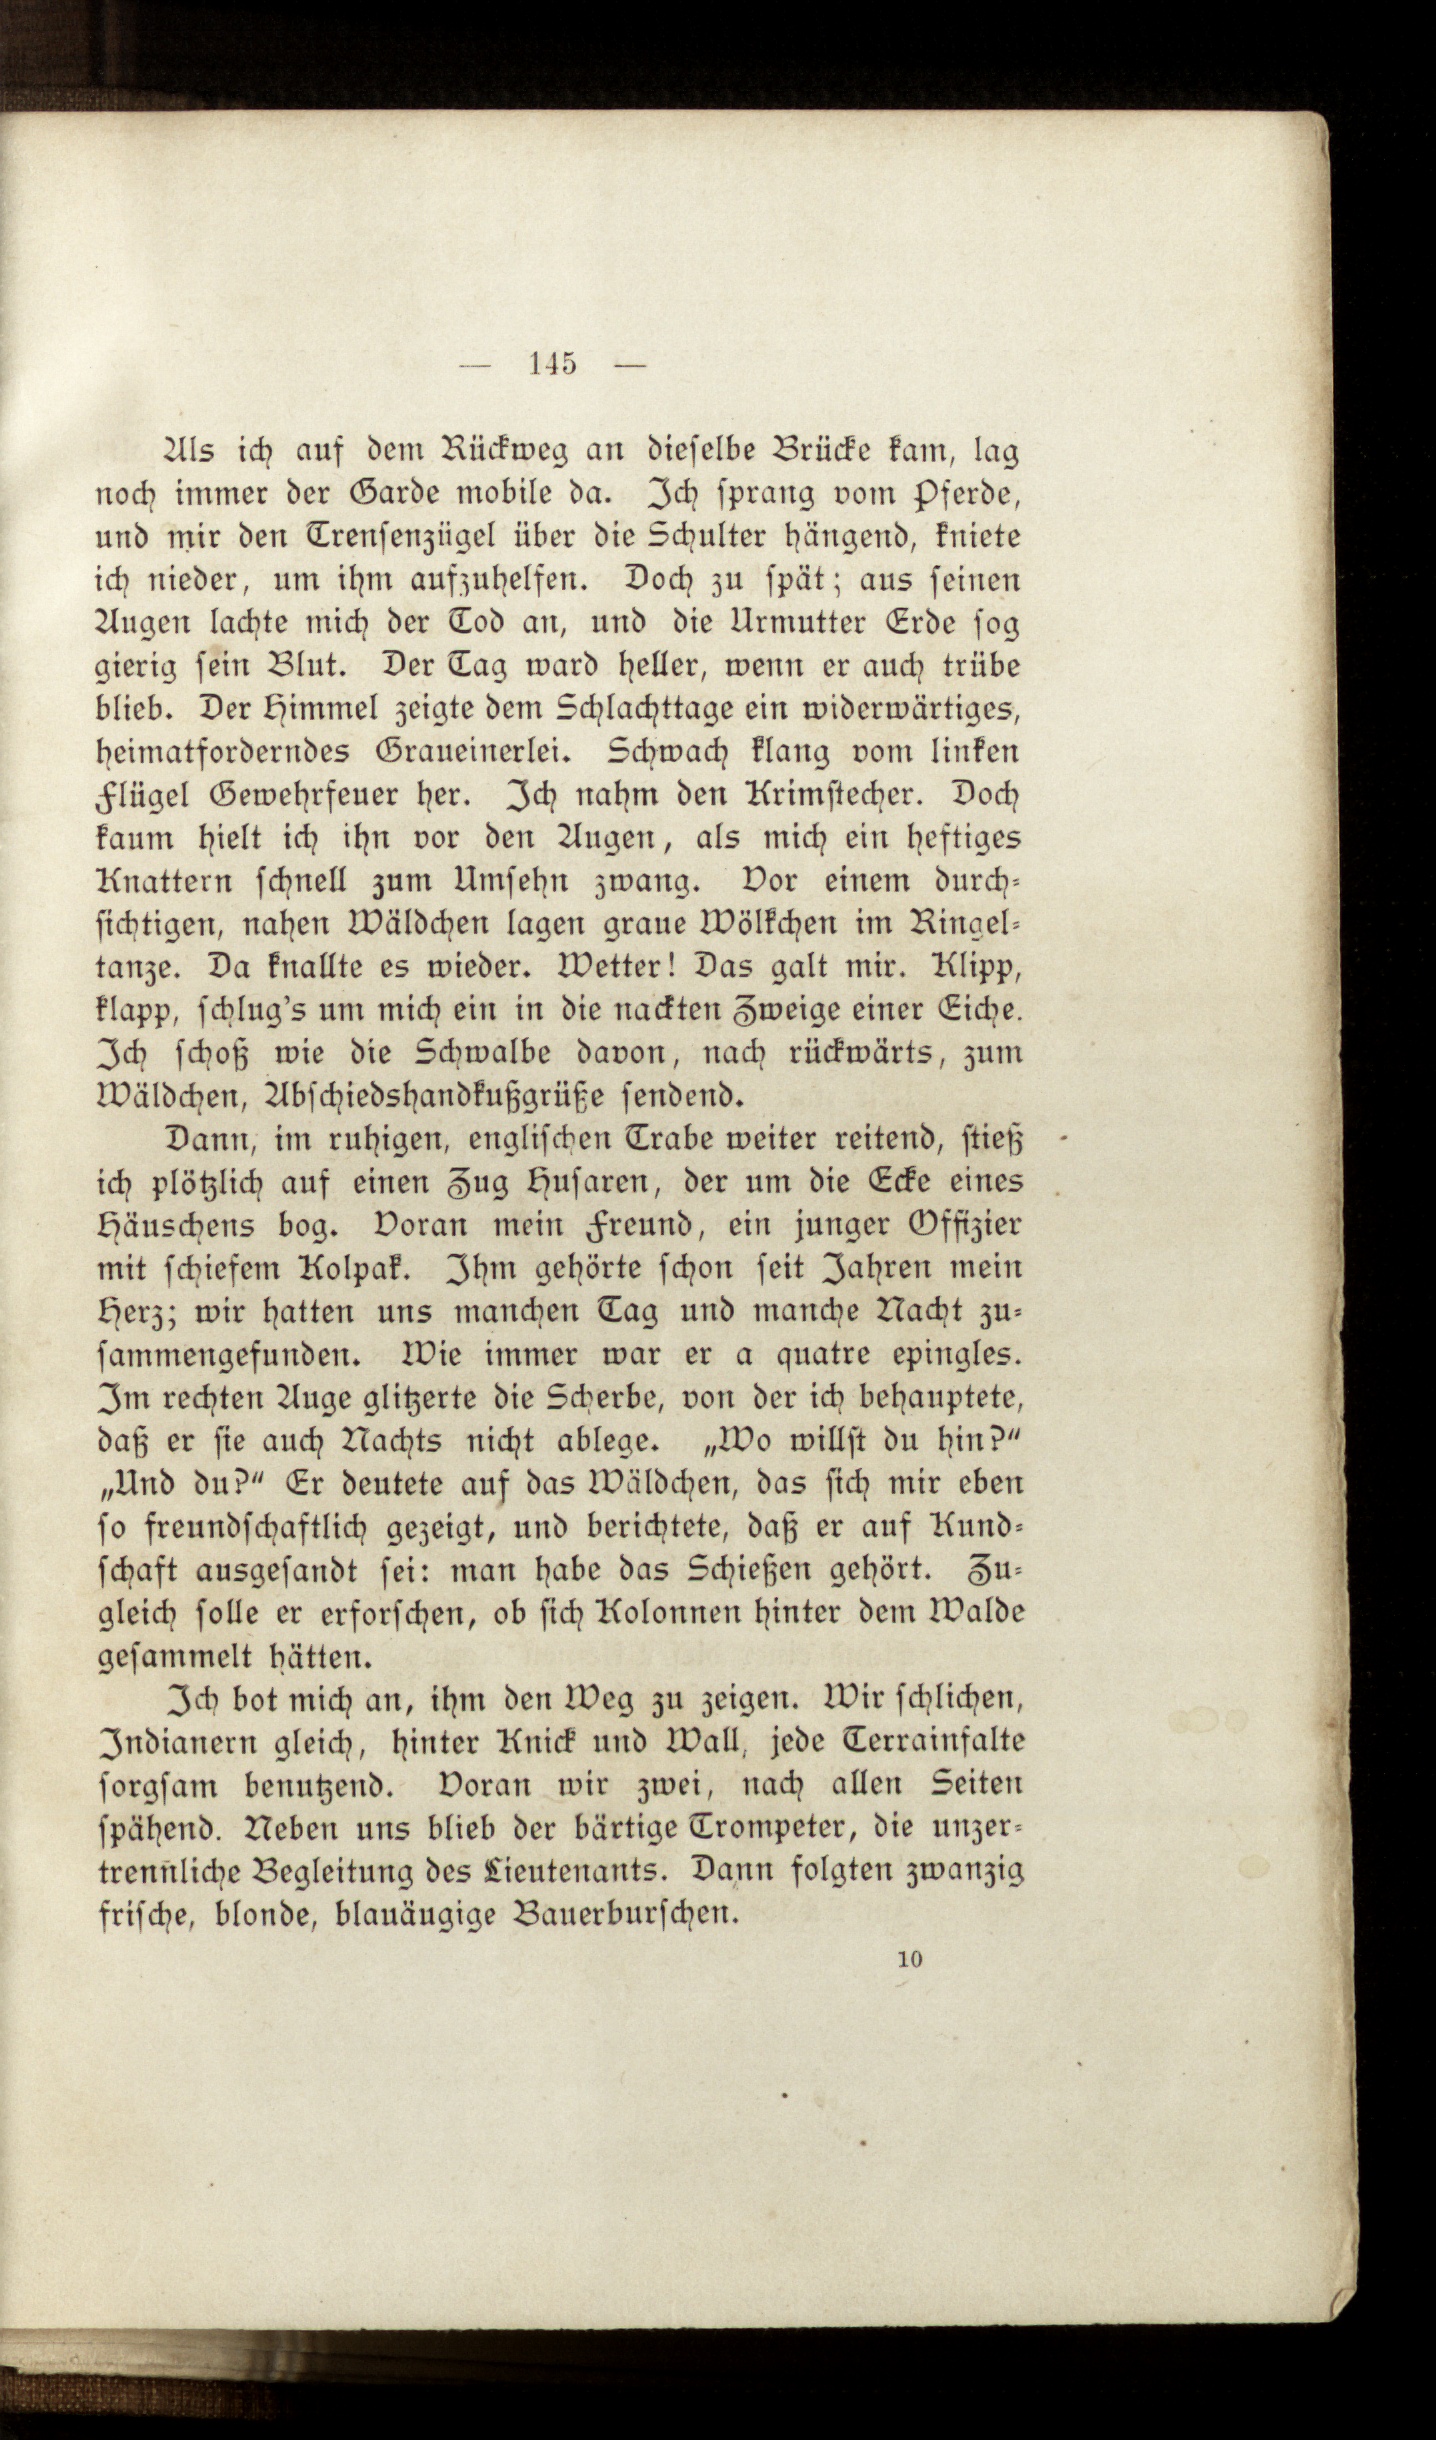 — 145 —
Als ich auf dem Rückweg an dieselbe Brücke kam, lag
noch immer der Garde mobile da. Ich sprang vom Pferde,
und mir den Trensenzügel über die Schulter hängend, kniete
ich nieder, um ihm aufzuhelfen. Doch zu spät; aus seinen
Augen lachte mich der Tod an, und die Urmutter Erde sog
gierig sein Blut. Der Tag ward heller, wenn er auch trübe
blieb. Der Himmel zeigte dem Schlachttage ein widerwärtiges,
heimatforderndes Graueinerlei. Schwach klang vom linken
Flügel Gewehrfeuer her. Ich nahm den Krimstecher. Doch
kaum hielt ich ihn vor den Augen, als mich ein heftiges
Knattern schnell zum Umsehn zwang. Vor einem durch-
sichtigen, nahen Wäldchen lagen graue Wölkchen im Ringel-
tanze. Da knallte es wieder. Wetter! Das galt mir. Klipp,
klapp, schlug's um mich ein in die nackten Zweige einer Eiche.
Ich schoß wie die Schwalbe davon, nach rückwärts, zum
Wäldchen, Abschiedshandkußgrüße sendend.
Dann, im ruhigen, englischen Trabe weiter reitend, stieß
ich plötzlich auf einen Zug Husaren, der um die Ecke eines
Häuschens bog. Voran mein Freund, ein junger Offizier
mit schiefem Kolpak. Ihm gehörte schon seit Jahren mein
Herz; wir hatten uns manchen Tag und manche Nacht zu-
sammengefunden. Wie immer war er a quatre epingles.
Im rechten Auge glitzerte die Scherbe, von der ich behauptete,
daß er sie auch Nachts nicht ablege. „Wo willst du hin?“
„Und du?“ Er deutete auf das Wäldchen, das sich mir eben
so freundschaftlich gezeigt, und berichtete, daß er auf Kund-
schaft ausgesandt sei: man habe das Schießen gehört. Zu-
gleich solle er erforschen, ob sich Kolonnen hinter dem Walde
gesammelt hätten.
Ich bot mich an, ihm den Weg zu zeigen. Wir schlichen,
Indianern gleich, hinter Knick und Wall, jede Terrainfalte
sorgsam benutzend. Voran wir zwei, nach allen Seiten
spähend. Neben uns blieb der bärtige Trompeter, die unzer-
trennliche Begleitung des Lieutenants. Dann folgten zwanzig
frische, blonde, blauäugige Bauerburschen.
10